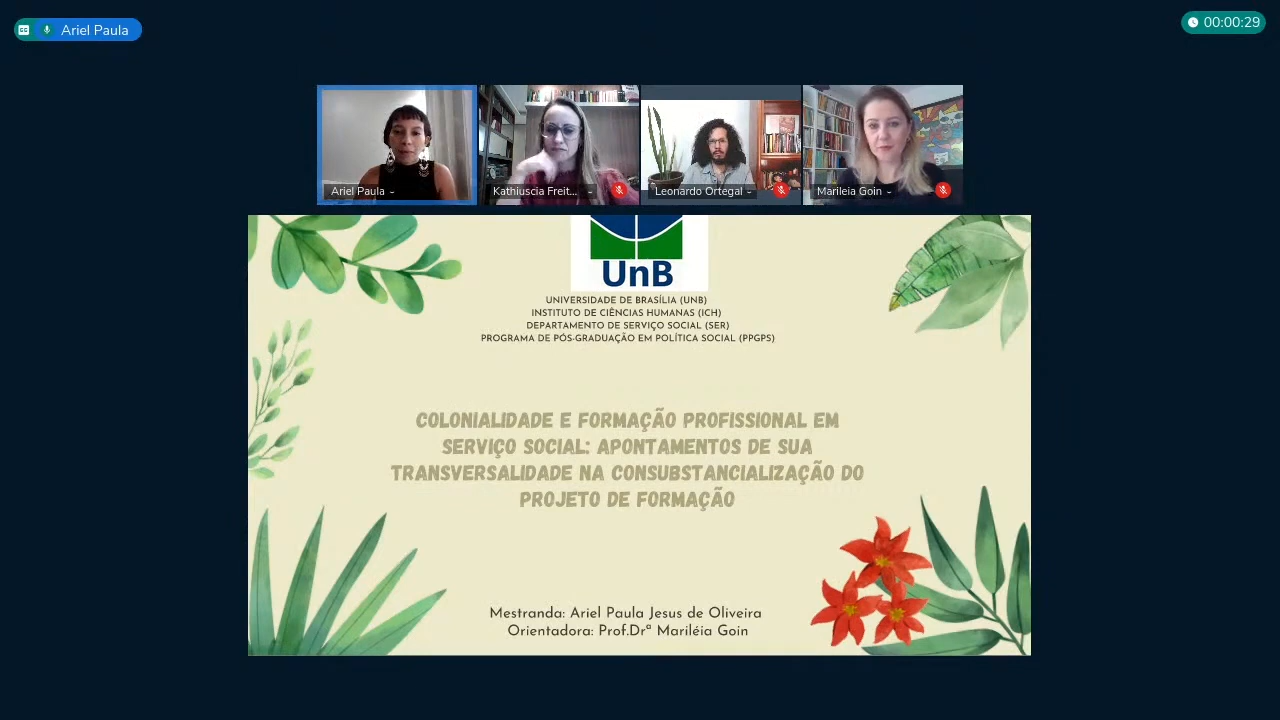 Ariel Paula
00:00:29
Ariel Paula
Kathiuscia Freit...
Leonardo Ortegal
Marileia Goin
UnB
UNIVERSIDADE DE BRASÍLIA (UNB)
INSTITUTO DE CIÊNCIAS HUMANAS (ICH)
DEPARTAMENTO DE SERVIÇO SOCIAL (SER)
PROGRAMA DE PÓS-GRADUAÇÃO EM POLÍTICA SOCIAL (PPGPS)
COLONIALIDADE E FORMAÇÃO PROFISSIONAL EM
SERVIÇO SOCIAL: APONTAMENTOS DE SUA
TRANSVERSALIDADE NA CONSUBSTANCIALIZAÇÃO DO
PROJETO DE FORMAÇÃO
Mestranda: Ariel Paula Jesus de Oliveira
Orientadora: Prof.Drª Mariléia Goin